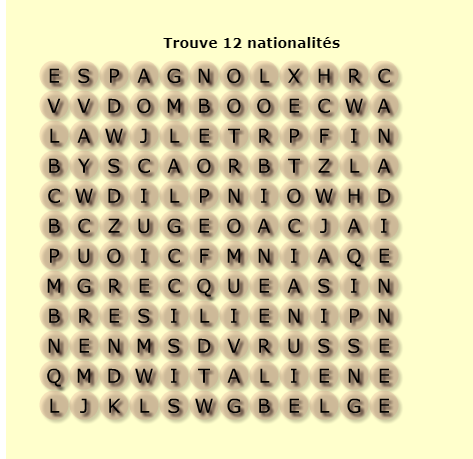 Trouve 12 nationalités
E S P A G N O L X H R C
V V D O M B O O E C W A
L A W J L E T R P F I N
B Y S C A O R B T Z L A
C W D I L P N I O W H D
B C Z U G E O A C J A I
P U O I C F M N I A Q E
M G R E C Q U E A S I N
B R E S I L I E N I P N
N E N M S D V R U S S E
Q M D W I T A L I E N E
L J K L S W G B E L G E